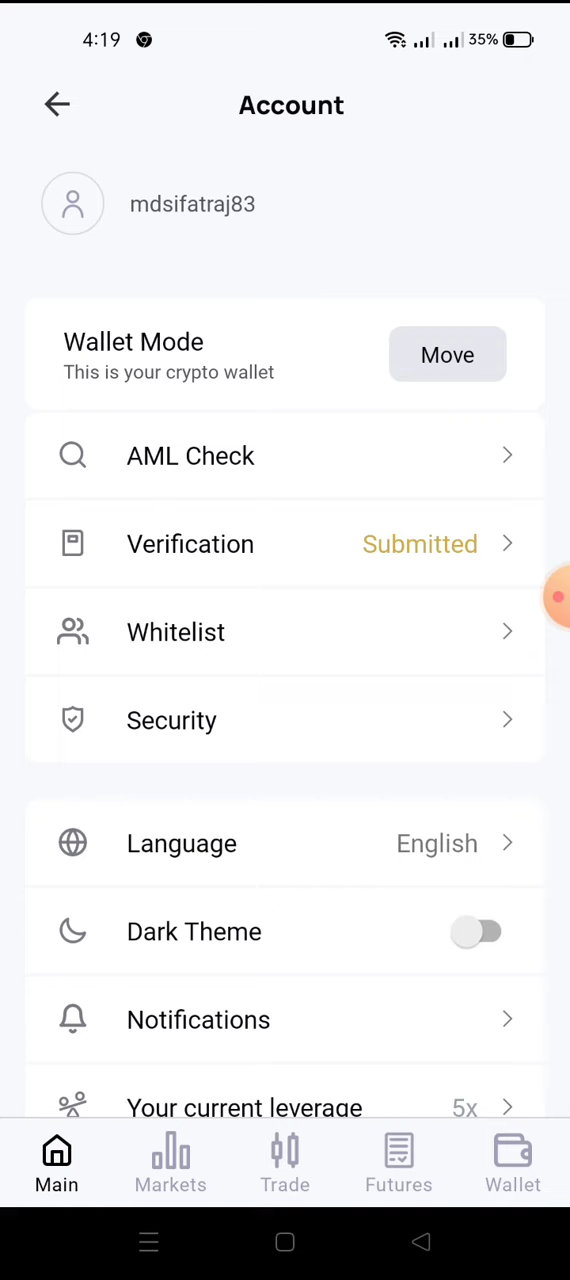 4:19
35%
Account
mdsifatraj83
Wallet Mode
This is your crypto wallet
Move
AML Check
Verification Submitted
Whitelist
Security
Language English
Dark Theme
Notifications
Your current leverage 5x
Main Markets Trade Futures Wallet